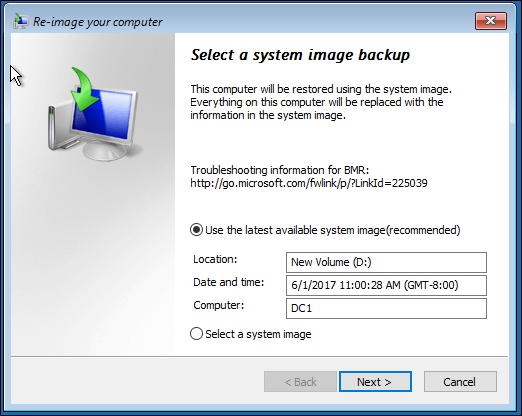 Re-image your computer
Select a system image backup
This computer will be restored using the system image.
Everything on this computer will be replaced with the
information in the system image.
Troubleshooting information for BMR:
http://go.microsoft.com/fwlink/p/?LinkId=225039
Use the latest available system image(recommended)
Location: New Volume (D:)
Date and time: 6/1/2017 11:00:28 AM (GMT-8:00)
Computer: DC1
Select a system image
< Back Next > Cancel